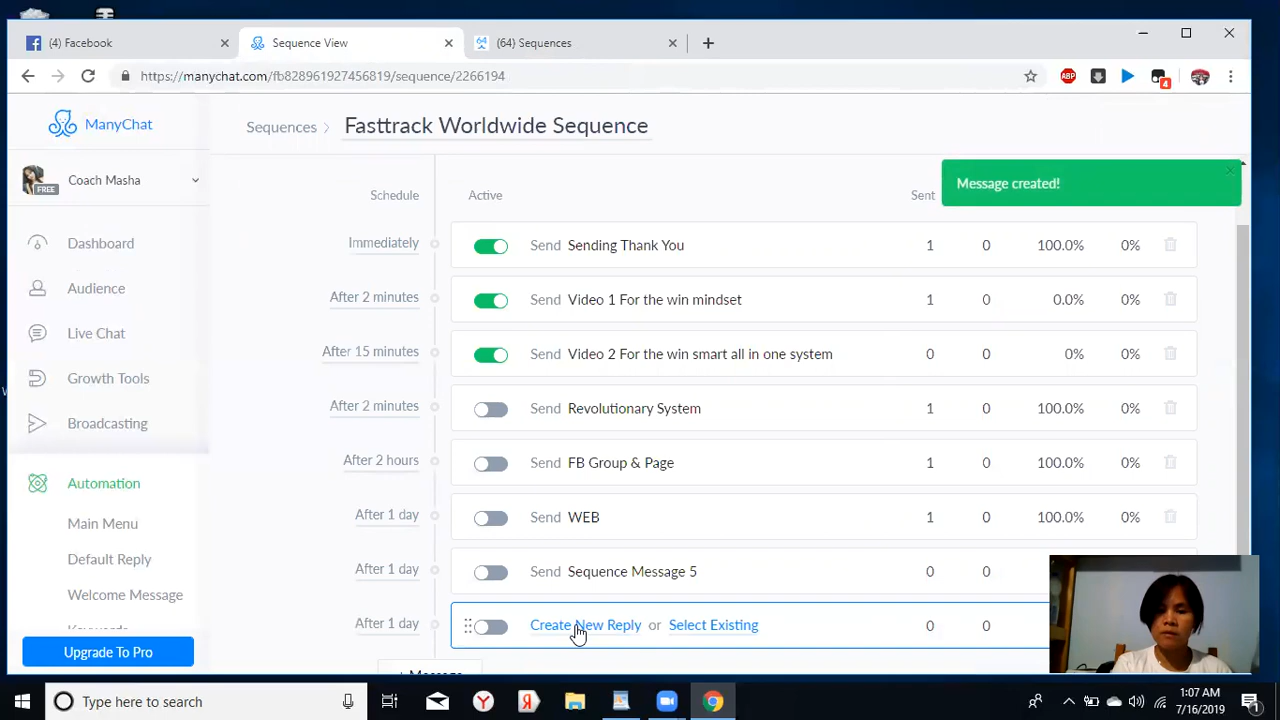 (4) Facebook
Sequence View
(64) Sequences
https://manychat.com/fb828961927456819/sequence/2266194
ABP
4
ManyChat
Sequences > Fasttrack Worldwide Sequence
Coach Masha
FREE
Message created!
Schedule Active Sent
Dashboard
Audience
Live Chat
Growth Tools
Broadcasting
Automation
Main Menu
Default Reply
Welcome Message
Keywords
Upgrade To Pro
Immediately Send Sending Thank You 1 0 100.0% 0%
After 2 minutes Send Video 1 For the win mindset 1 0 0.0% 0%
After 15 minutes Send Video 2 For the win smart all in one system 0 0 0% 0%
After 2 minutes Send Revolutionary System 1 0 100.0% 0%
After 2 hours Send FB Group & Page 1 0 100.0% 0%
After 1 day Send WEB 1 0 100.0% 0%
After 1 day Send Sequence Message 5 0 0
After 1 day Create New Reply or Select Existing 0 0
+ Message
Type here to search
1:07 AM
7/16/2019